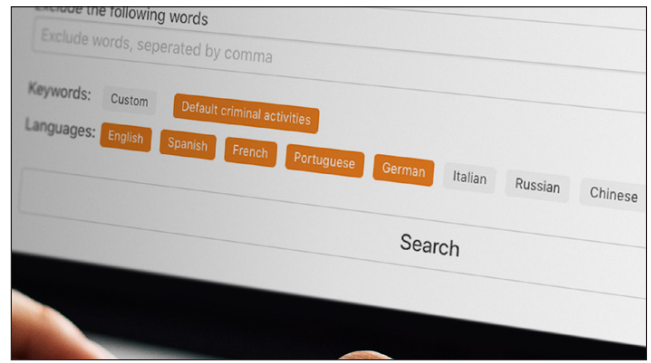 Exclude the following words
Exclude words, seperated by comma
Keywords: Custom Default criminal activities
Languages: English Spanish French Portuguese German Italian Russian Chinese
Search